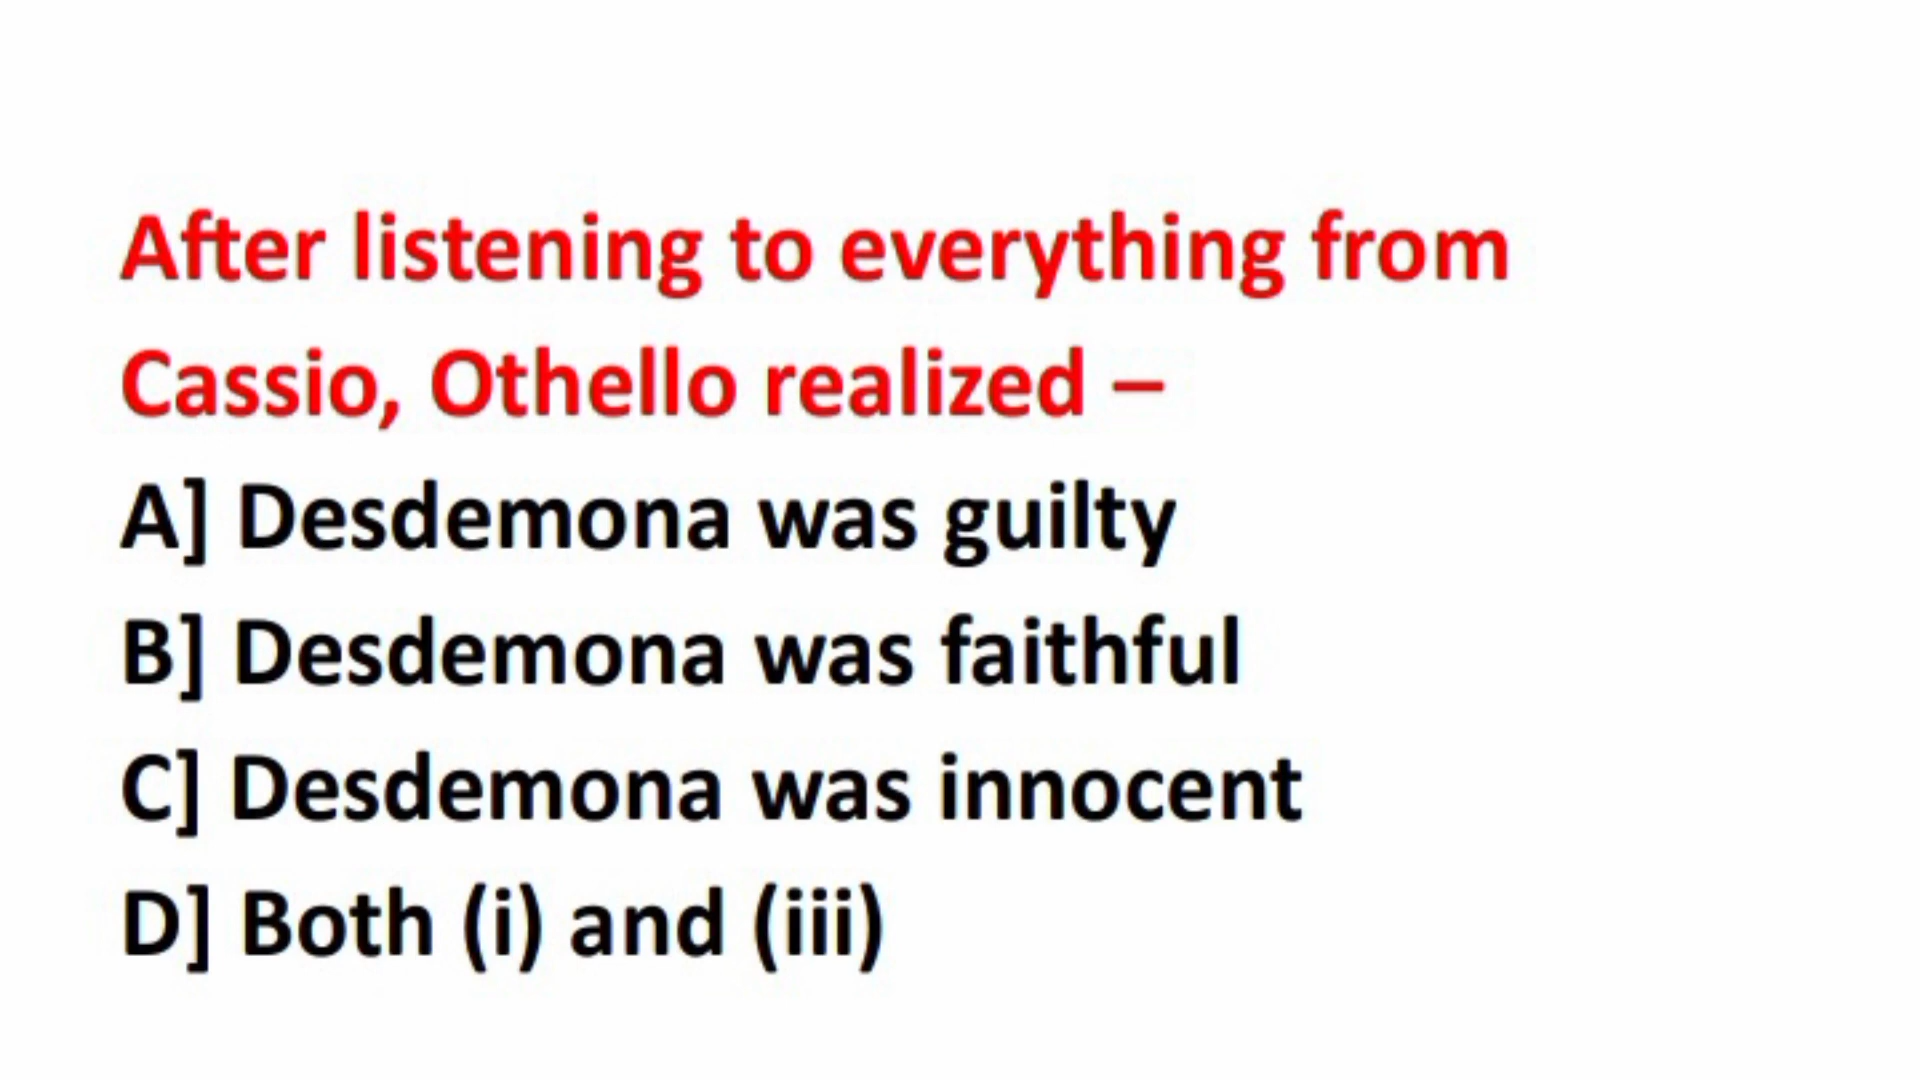 After listening to everything from
Cassio, Othello realized –
A] Desdemona was guilty
B] Desdemona was faithful
C] Desdemona was innocent
D] Both (i) and (iii)